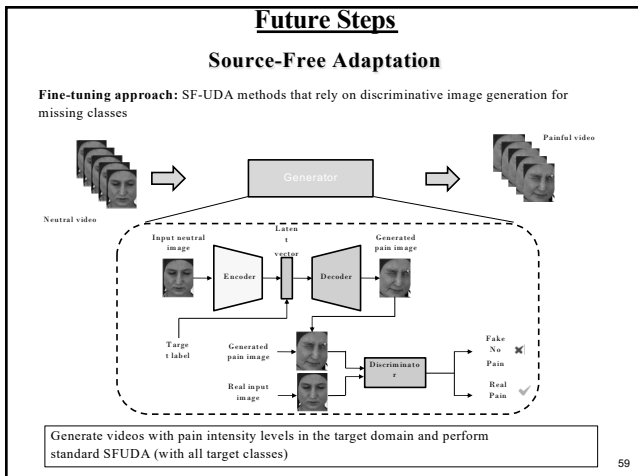 Future Steps
Source-Free Adaptation
Fine-tuning approach: SF-UDA methods that rely on discriminative image generation for
missing classes
Painful video
Generator
Neutral video
Input neutral
image
Laten
t
vector
Generated
pain image
Encoder
Decoder
Targe
t label
Generated
pain image
Real input
image
Discriminato
r
Fake
No
Pain
Real
Pain
Generate videos with pain intensity levels in the target domain and perform
standard SFUDA (with all target classes)
59